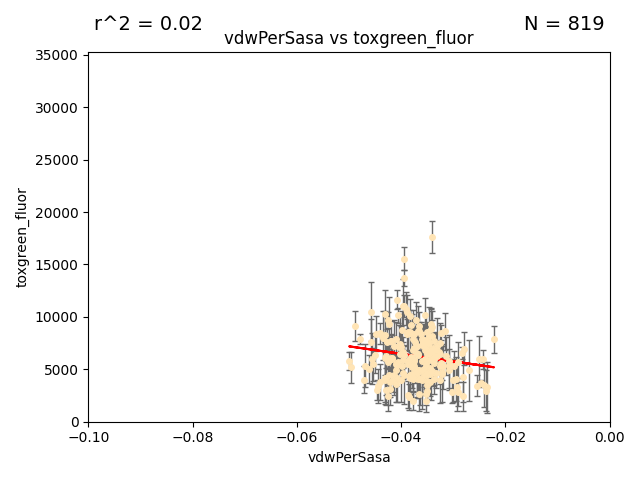 r^2 = 0.02
N = 819
vdwPerSasa vs toxgreen_fluor
35000
30000
25000
20000
15000
10000
5000
0
toxgreen_fluor
−0.10
−0.08
−0.06
−0.04
−0.02
0.00
vdwPerSasa